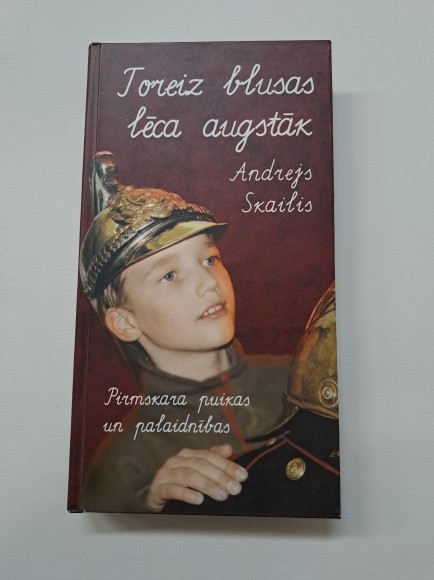 Toreiz blusas
lēca augstāk
Andrejs
Skailis
Pirmskara puikas
un palaidnības